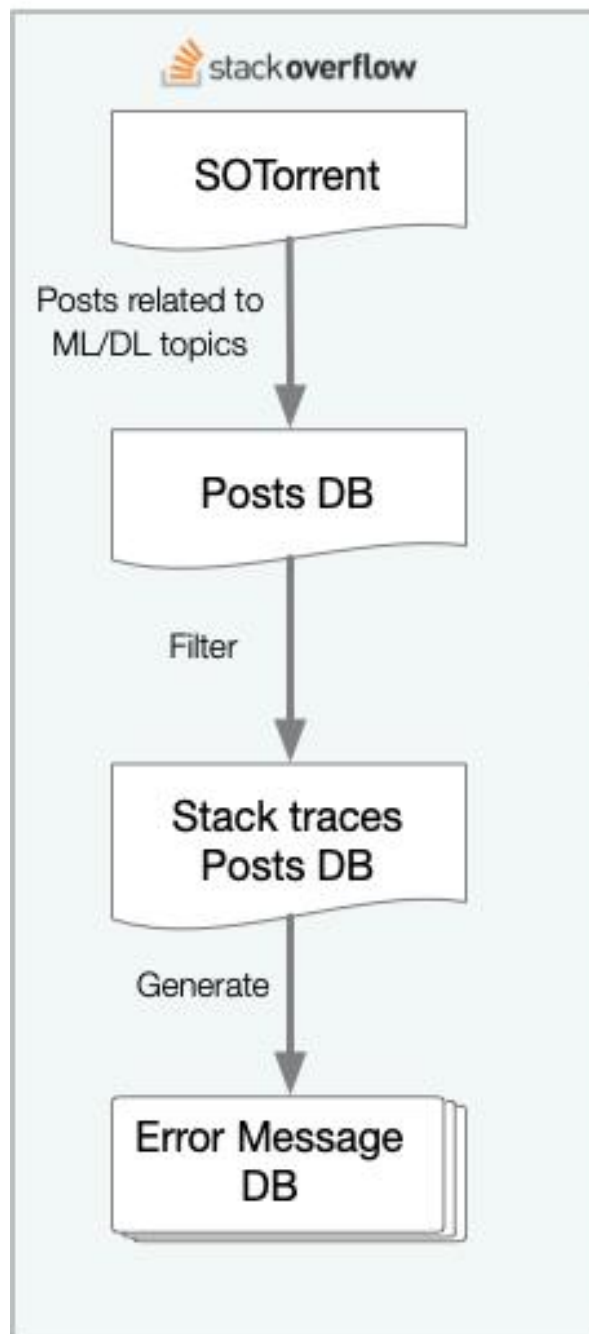 stackoverflow
SOTorrent
Posts related to
ML/DL topics
Posts DB
Filter
Stack traces
Posts DB
Generate
Error Message
DB